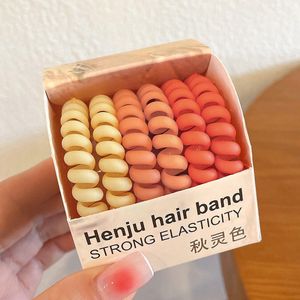 Henju hair band
STRONG ELASTICITY
秋灵色